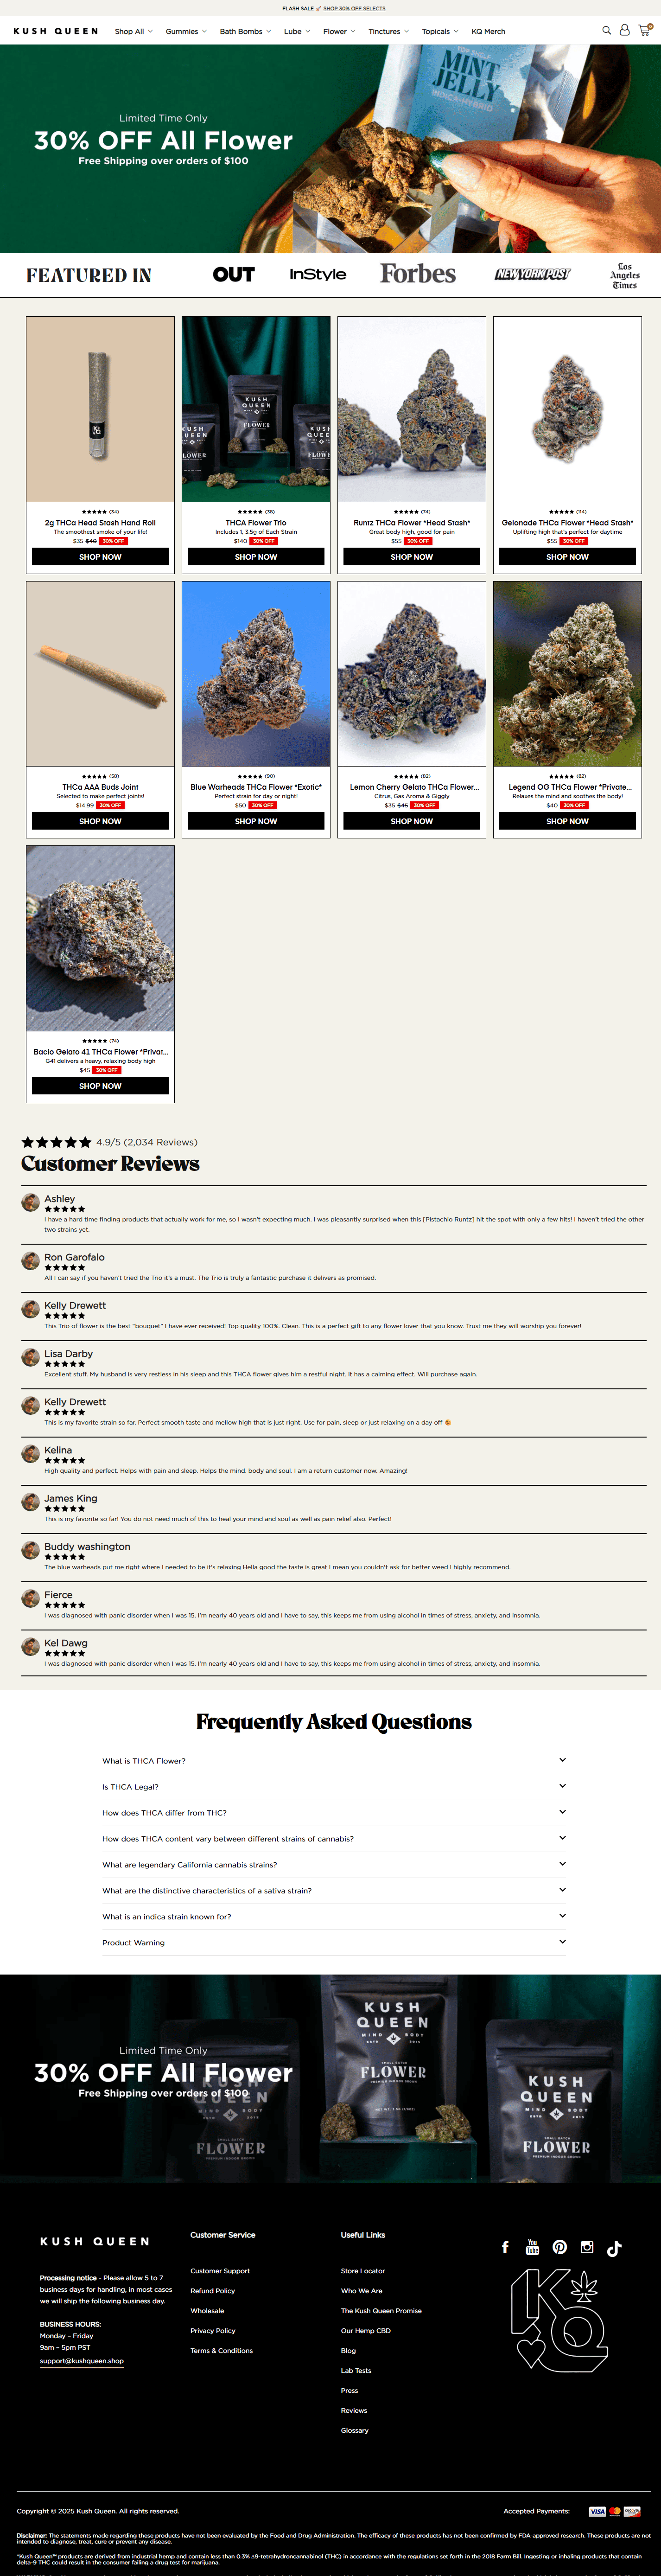 FLASH SALE 🧨 SHOP 30% OFF SELECTS
KUSH QUEEN
Shop All
Gummies
Bath Bombs
Lube
Flower
Tinctures
Topicals
KQ Merch
0
TOP SHELF
MINT
JELLY
INDICA-HYBRID
Limited Time Only
30% OFF All Flower
Free Shipping over orders of $100
FEATURED IN
OUT
InStyle
Forbes
NEW YORK POST
Los
Angeles
Times
★★★★★ (34)
2g THCa Head Stash Hand Roll
The smoothest smoke of your life!
$35 $40 30% OFF
SHOP NOW
KUSH
QUEEN
FLOWER
★★★★★ (38)
THCA Flower Trio
Includes 1, 3.5g of Each Strain
$140 30% OFF
SHOP NOW
★★★★★ (74)
Runtz THCa Flower *Head Stash*
Great body high, good for pain
$55 30% OFF
SHOP NOW
★★★★★ (114)
Gelonade THCa Flower *Head Stash*
Uplifting high that's perfect for daytime
$55 30% OFF
SHOP NOW
★★★★★ (58)
THCa AAA Buds Joint
Selected to make perfect joints!
$14.99 30% OFF
SHOP NOW
★★★★★ (90)
Blue Warheads THCa Flower *Exotic*
Perfect strain for day or night!
$50 30% OFF
SHOP NOW
★★★★★ (82)
Lemon Cherry Gelato THCa Flower...
Citrus, Gas Aroma & Giggly
$35 $45 30% OFF
SHOP NOW
★★★★★ (82)
Legend OG THCa Flower *Private...
Relaxes the mind and soothes the body!
$40 30% OFF
SHOP NOW
★★★★★ (74)
Bacio Gelato 41 THCa Flower *Privat...
G41 delivers a heavy, relaxing body high
$45 30% OFF
SHOP NOW
★★★★★ 4.9/5 (2,034 Reviews)
Customer Reviews
Ashley
★★★★★
I have a hard time finding products that actually work for me, so I wasn't expecting much. I was pleasantly surprised when this [Pistachio Runtz] hit the spot with only a few hits! I haven't tried the other
two strains yet.
Ron Garofalo
★★★★★
All I can say if you haven't tried the Trio it's a must. The Trio is truly a fantastic purchase it delivers as promised.
Kelly Drewett
★★★★★
This Trio of flower is the best "bouquet" I have ever received! Top quality 100%. Clean. This is a perfect gift to any flower lover that you know. Trust me they will worship you forever!
Lisa Darby
★★★★★
Excellent stuff. My husband is very restless in his sleep and this THCA flower gives him a restful night. It has a calming effect. Will purchase again.
Kelly Drewett
★★★★★
This is my favorite strain so far. Perfect smooth taste and mellow high that is just right. Use for pain, sleep or just relaxing on a day off
Kelina
★★★★★
High quality and perfect. Helps with pain and sleep. Helps the mind. body and soul. I am a return customer now. Amazing!
James King
★★★★★
This is my favorite so far! You do not need much of this to heal your mind and soul as well as pain relief also. Perfect!
Buddy washington
★★★★★
The blue warheads put me right where I needed to be it's relaxing Hella good the taste is great I mean you couldn't ask for better weed I highly recommend.
Fierce
★★★★★
I was diagnosed with panic disorder when I was 15. I'm nearly 40 years old and I have to say, this keeps me from using alcohol in times of stress, anxiety, and insomnia.
Kel Dawg
★★★★★
I was diagnosed with panic disorder when I was 15. I'm nearly 40 years old and I have to say, this keeps me from using alcohol in times of stress, anxiety, and insomnia.
Frequently Asked Questions
What is THCA Flower?
Is THCA Legal?
How does THCA differ from THC?
How does THCA content vary between different strains of cannabis?
What are legendary California cannabis strains?
What are the distinctive characteristics of a sativa strain?
What is an indica strain known for?
Product Warning
Limited Time Only
30% OFF All Flower
Free Shipping over orders of $100
KUSH
QUEEN
MIND BODY
FLOWER
KUSH
QUEEN
MIND BODY
SMALL BATCH
FLOWER
PREMIUM INDOOR GROWN
KUSH
QUEEN
MIND BODY
SMALL BATCH
FLOWER
KUSH QUEEN
Processing notice - Please allow 5 to 7
business days for handling, in most cases
we will ship the following business day.
BUSINESS HOURS:
Monday – Friday
9am – 5pm PST
support@kushqueen.shop
Customer Service
Customer Support
Refund Policy
Wholesale
Privacy Policy
Terms & Conditions
Useful Links
Store Locator
Who We Are
The Kush Queen Promise
Our Hemp CBD
Blog
Lab Tests
Press
Reviews
Glossary
You
Tube
KQ
Copyright © 2025 Kush Queen. All rights reserved.
Accepted Payments:
VISA
Disclaimer: The statements made regarding these products have not been evaluated by the Food and Drug Administration. The efficacy of these products has not been confirmed by FDA-approved research. These products are not
intended to diagnose, treat, cure or prevent any disease.
*Kush Queen™ products are derived from industrial hemp and contain less than 0.3% Δ9-tetrahydrocannabinol (THC) in accordance with the regulations set forth in the 2018 Farm Bill. Ingesting or inhaling products that contain
delta-9 THC could result in the consumer failing a drug test for marijuana.